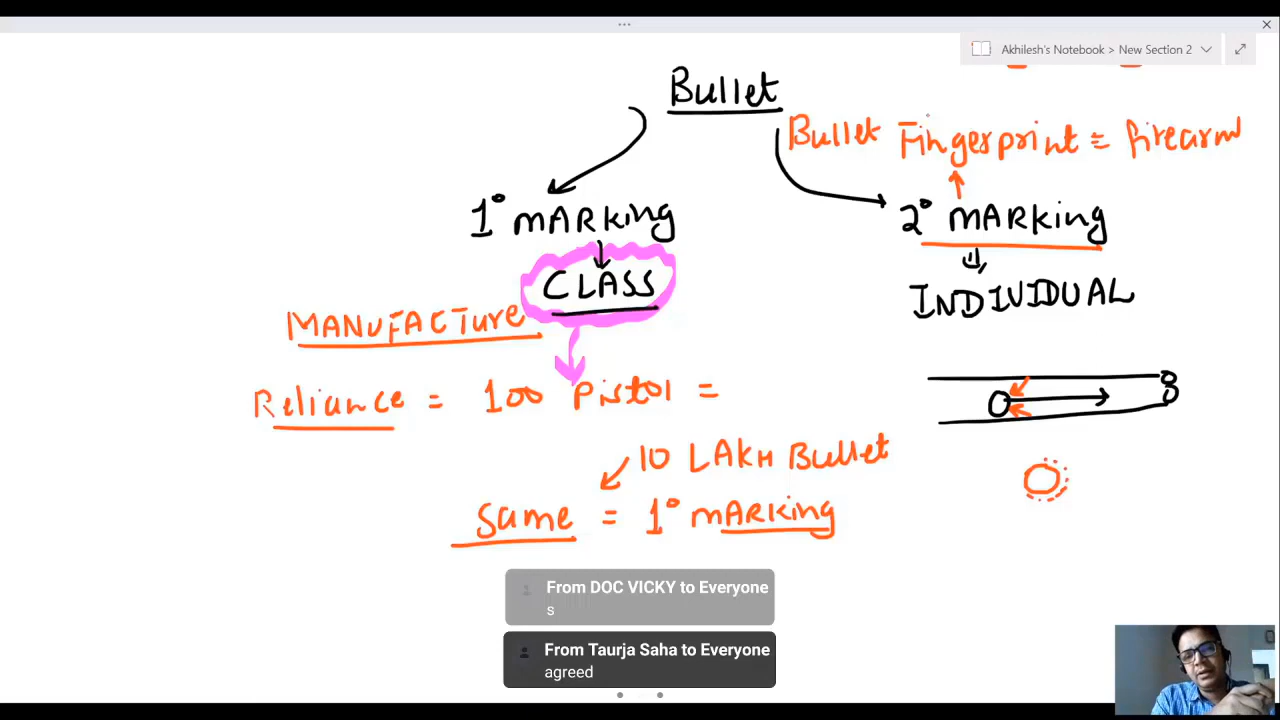 Akhilesh's Notebook > New Section 2
Bullet
Bullet Fingerprint = firearm
1° MARKing
2° MARKing
CLASS
INDIVIDUAL
MANUFACTURE
Reliance = 100 Pistol =
10 LAKH Bullet
Same = 1° MARKing
From DOC VICKY to Everyone
s
From Taurja Saha to Everyone
agreed